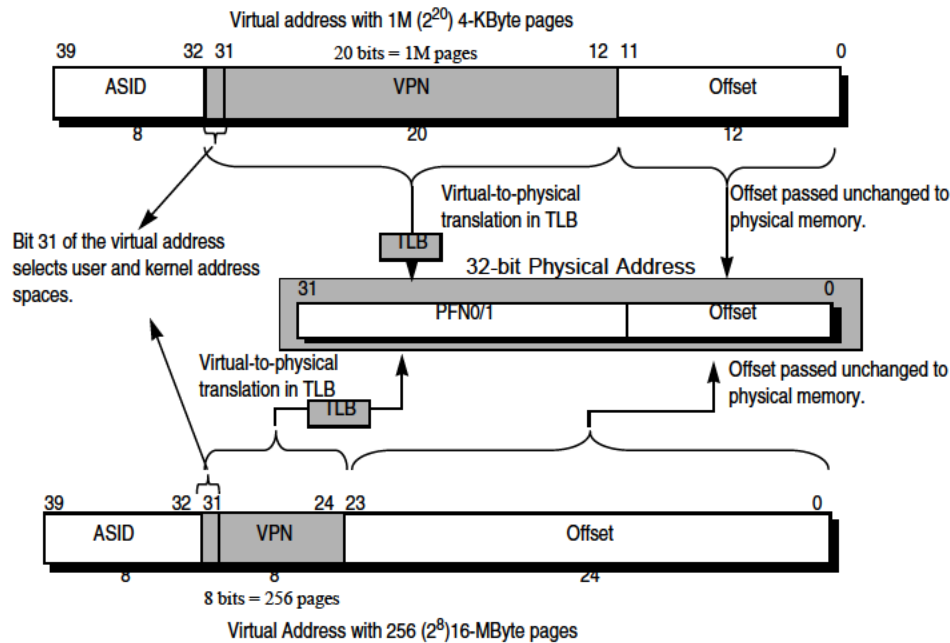 Virtual address with 1M (2²⁰) 4-KByte pages
39 32 31 20 bits = 1M pages 12 11 0
ASID VPN Offset
8 20 12
Virtual-to-physical
translation in TLB
Offset passed unchanged to
physical memory.
Bit 31 of the virtual address
selects user and kernel address
spaces.
TLB
32-bit Physical Address
31 0
PFN0/1 Offset
Virtual-to-physical
translation in TLB
TLB
Offset passed unchanged to
physical memory.
39 32 31 24 23 0
ASID VPN Offset
8 8 24
8 bits = 256 pages
Virtual Address with 256 (2⁸)16-MByte pages